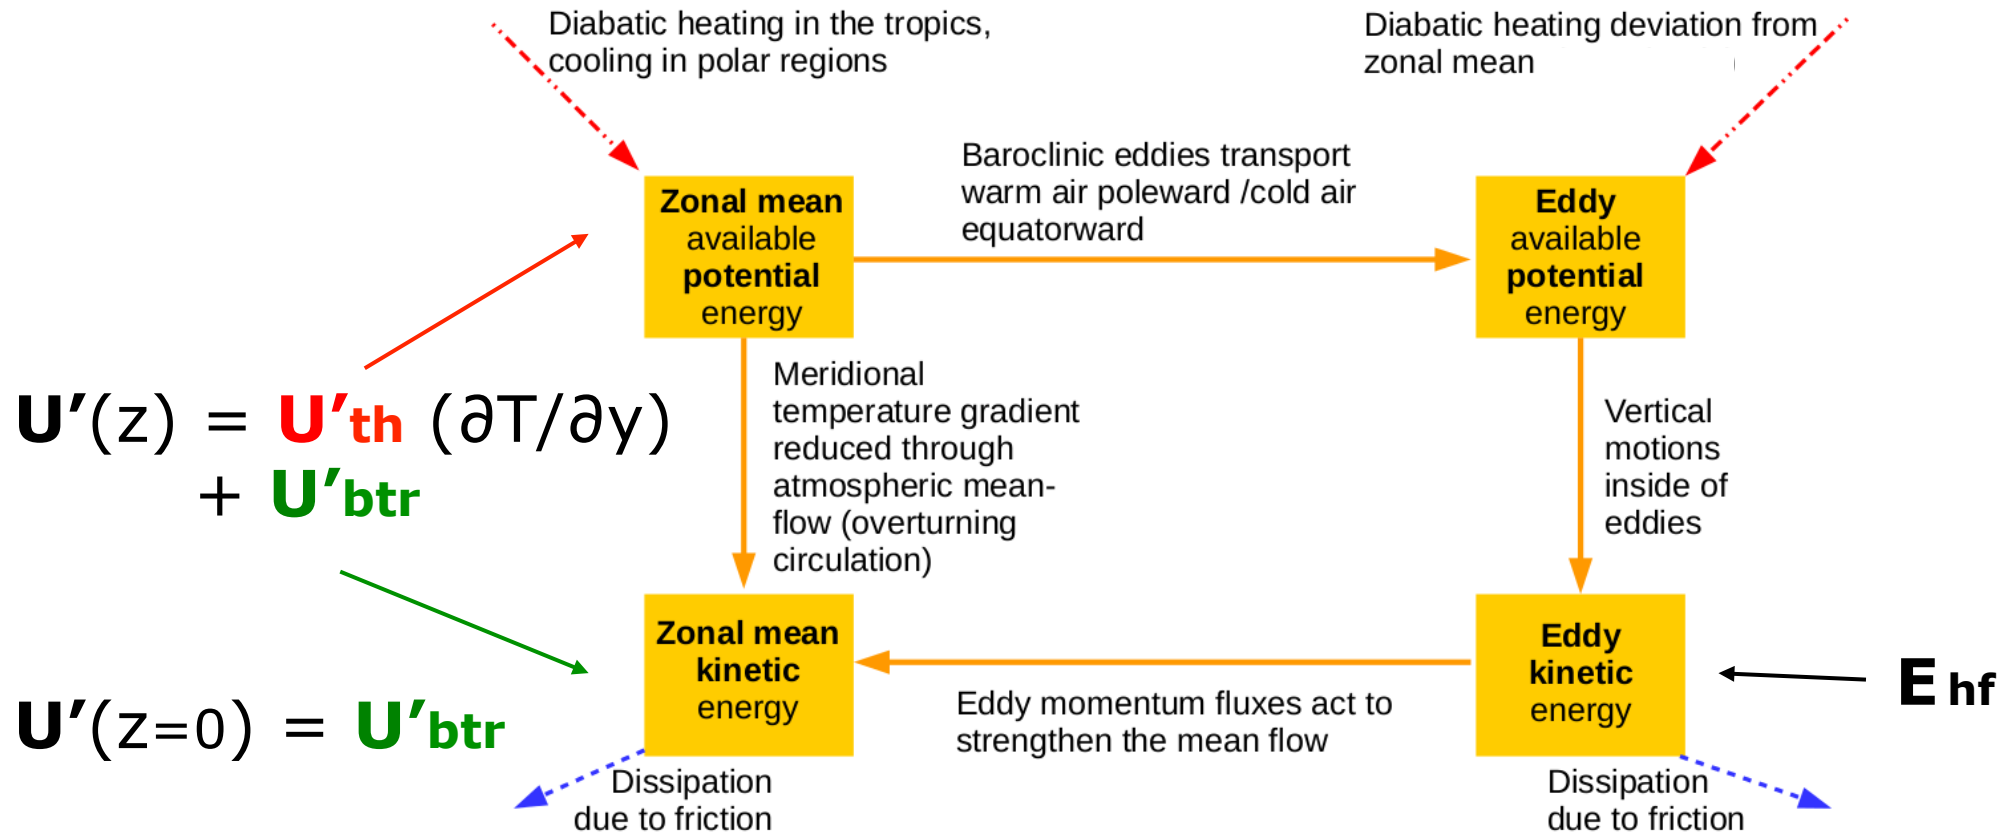 Diabatic heating in the tropics,
cooling in polar regions
Diabatic heating deviation from
zonal mean
Baroclinic eddies transport
warm air poleward /cold air
equatorward
Zonal mean
available
potential
energy
Eddy
available
potential
energy
Meridional
temperature gradient
reduced through
atmospheric mean-
flow (overturning
circulation)
Vertical
motions
inside of
eddies
U′(z) = U′th (∂T/∂y)
+ U′btr
Zonal mean
kinetic
energy
Eddy
kinetic
energy
E hf
U′(z=0) = U′btr
Eddy momentum fluxes act to
strengthen the mean flow
Dissipation
due to friction
Dissipation
due to friction